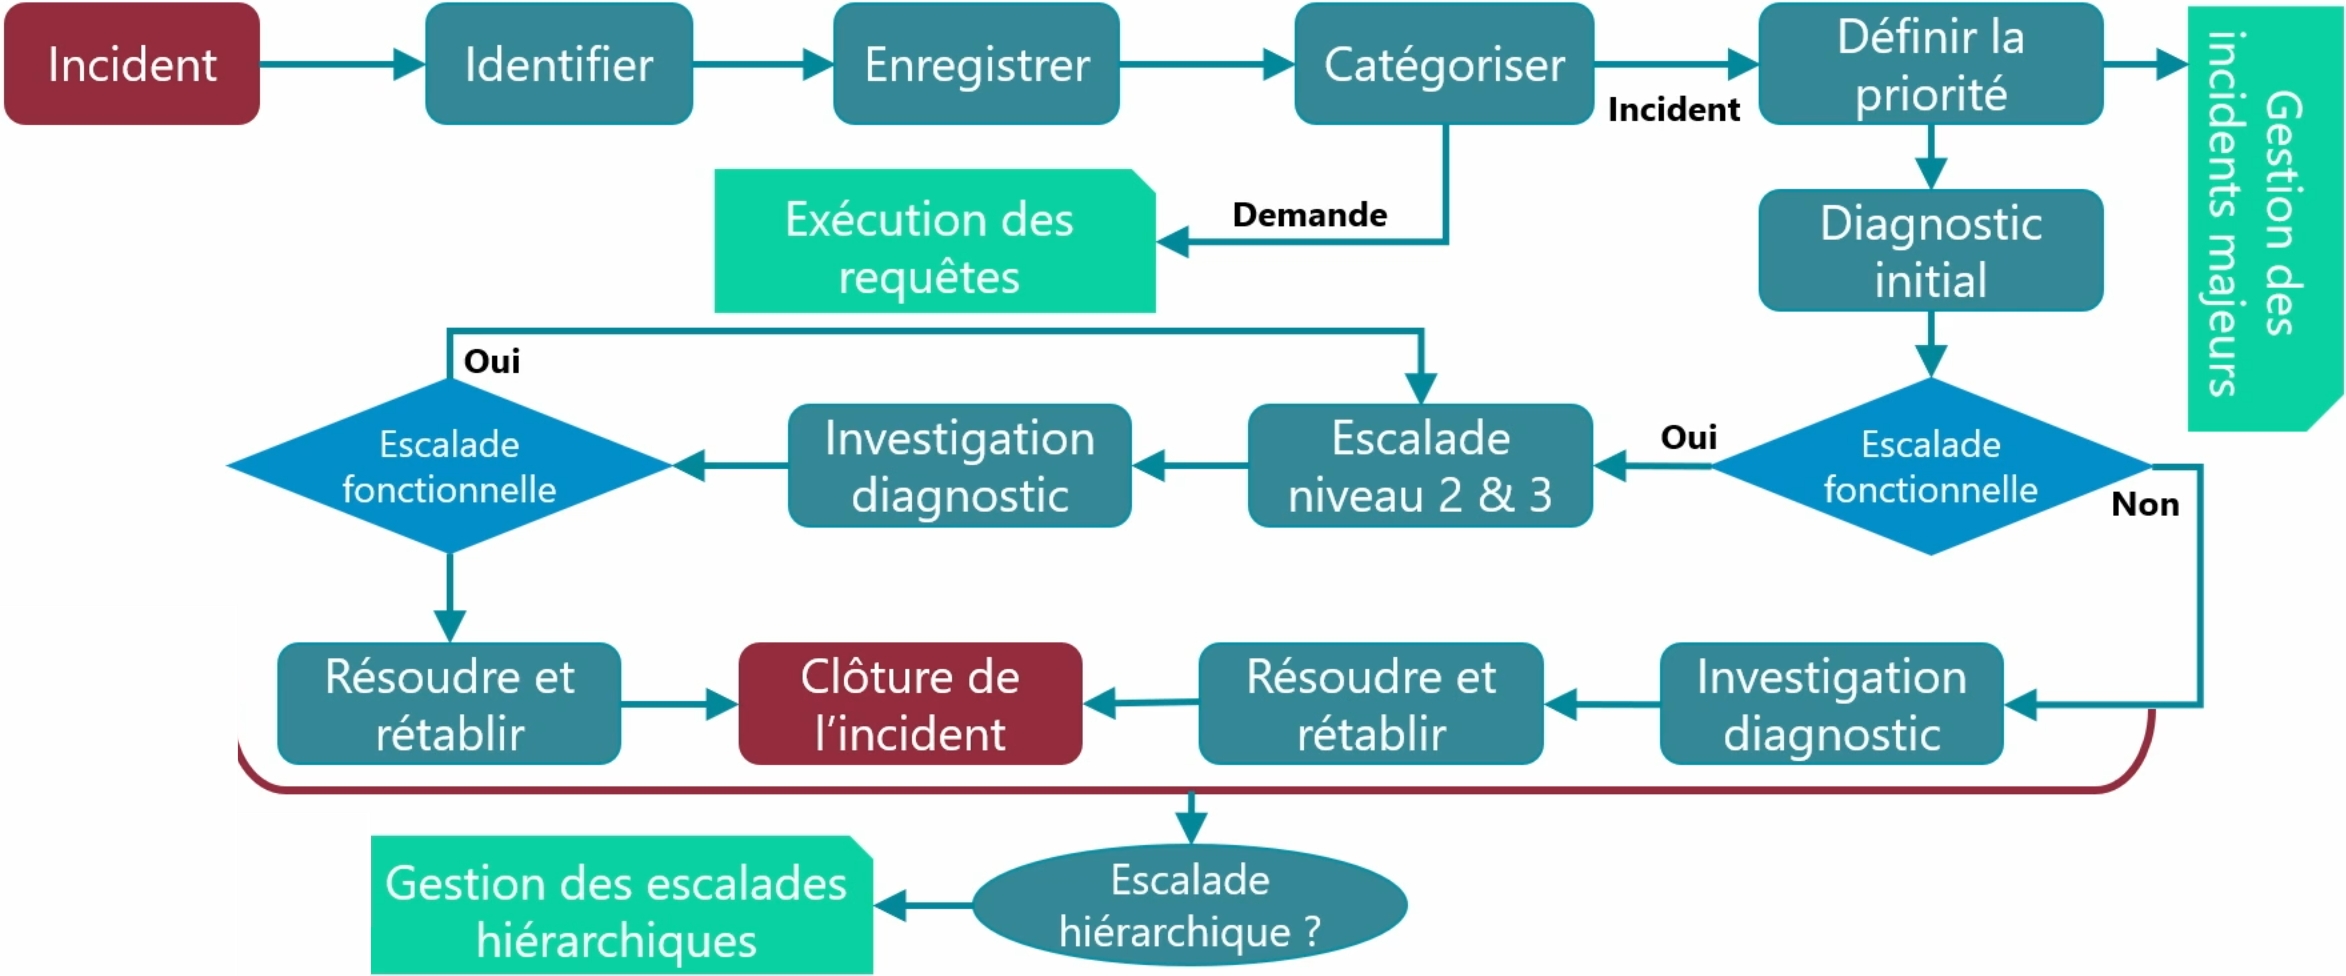 Incident
Identifier
Enregistrer
Catégoriser
Incident
Définir la
priorité
Gestion des
incidents majeurs
Exécution des
requêtes
Demande
Diagnostic
initial
Oui
Escalade
fonctionnelle
Investigation
diagnostic
Escalade
niveau 2 & 3
Oui
Escalade
fonctionnelle
Non
Résoudre et
rétablir
Clôture de
l’incident
Résoudre et
rétablir
Investigation
diagnostic
Gestion des escalades
hiérarchiques
Escalade
hiérarchique ?